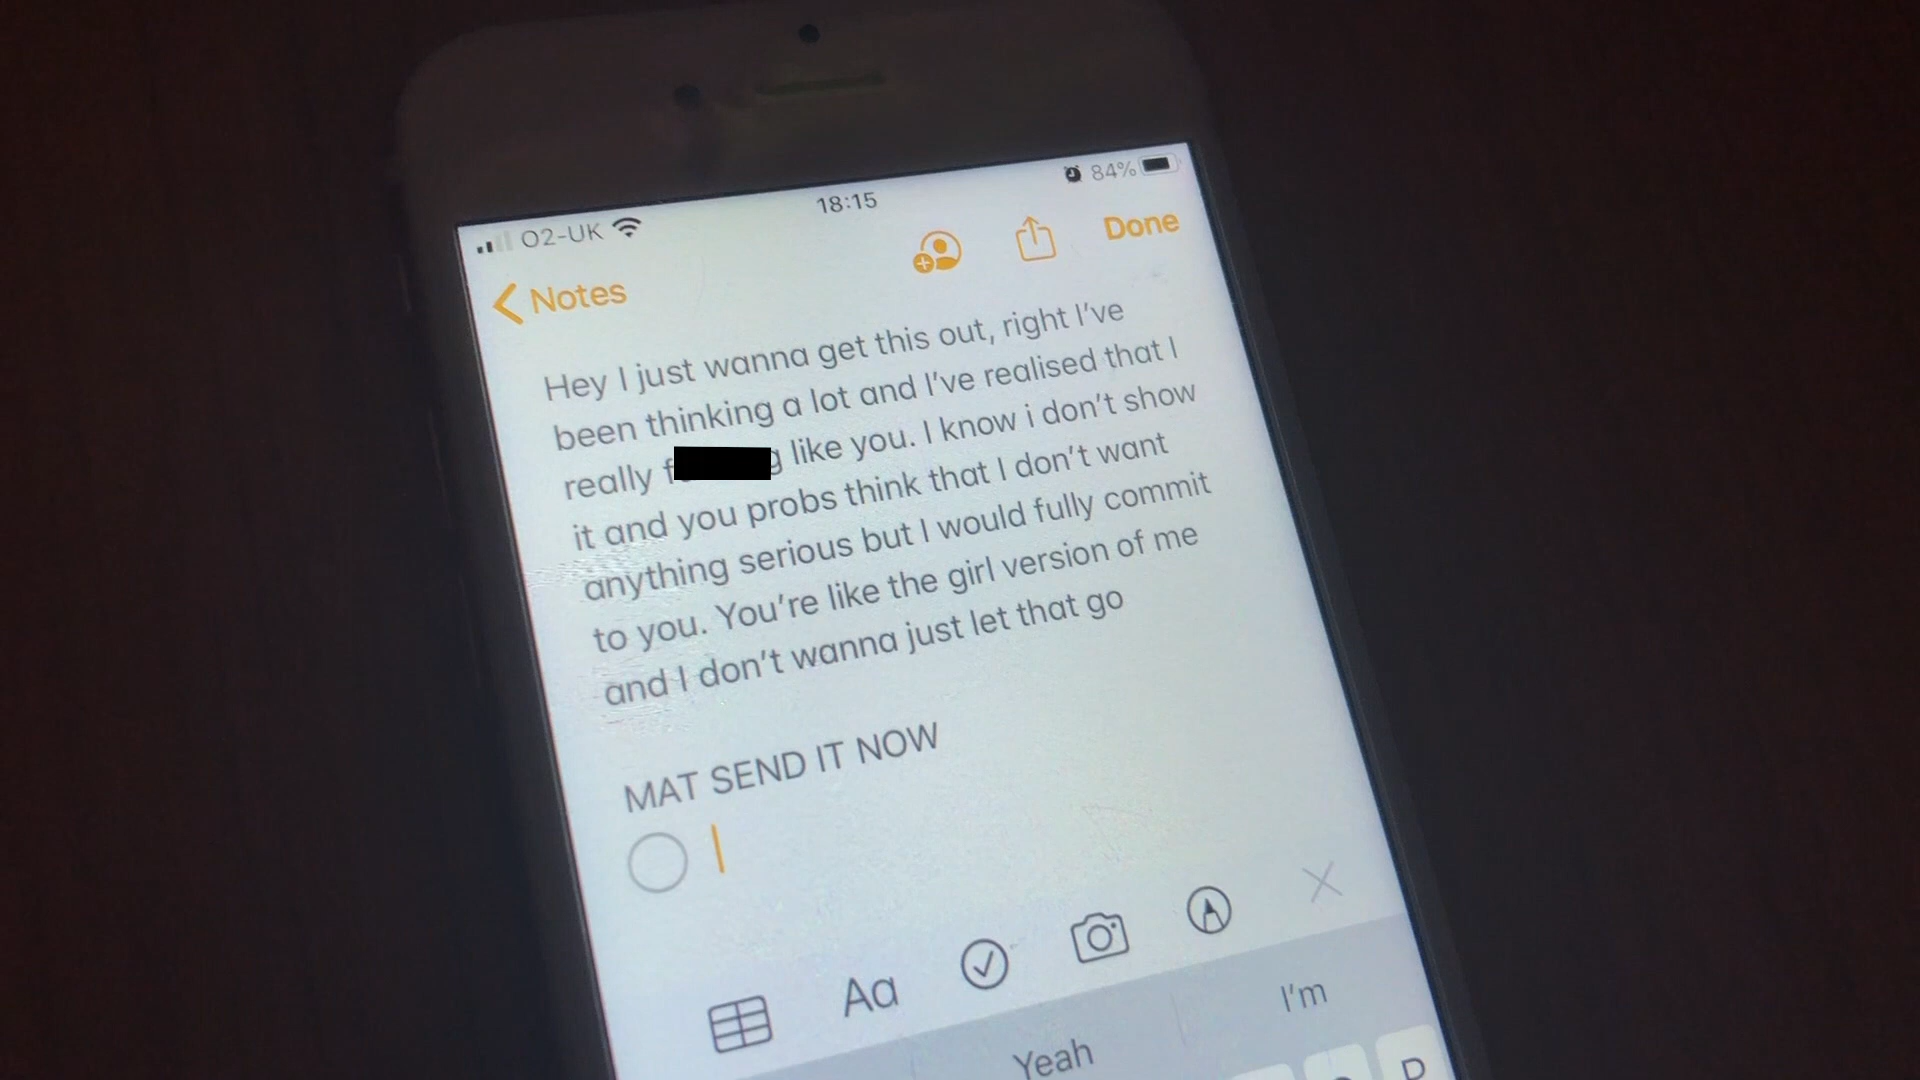 O2-UK 18:15 84%
Notes Done
Hey I just wanna get this out, right I've
been thinking a lot and I've realised that I
really like you. I know i don't show
it and you probs think that I don't want
anything serious but I would fully commit
to you. You're like the girl version of me
and I don't wanna just let that go
MAT SEND IT NOW
Aa
Yeah I'm